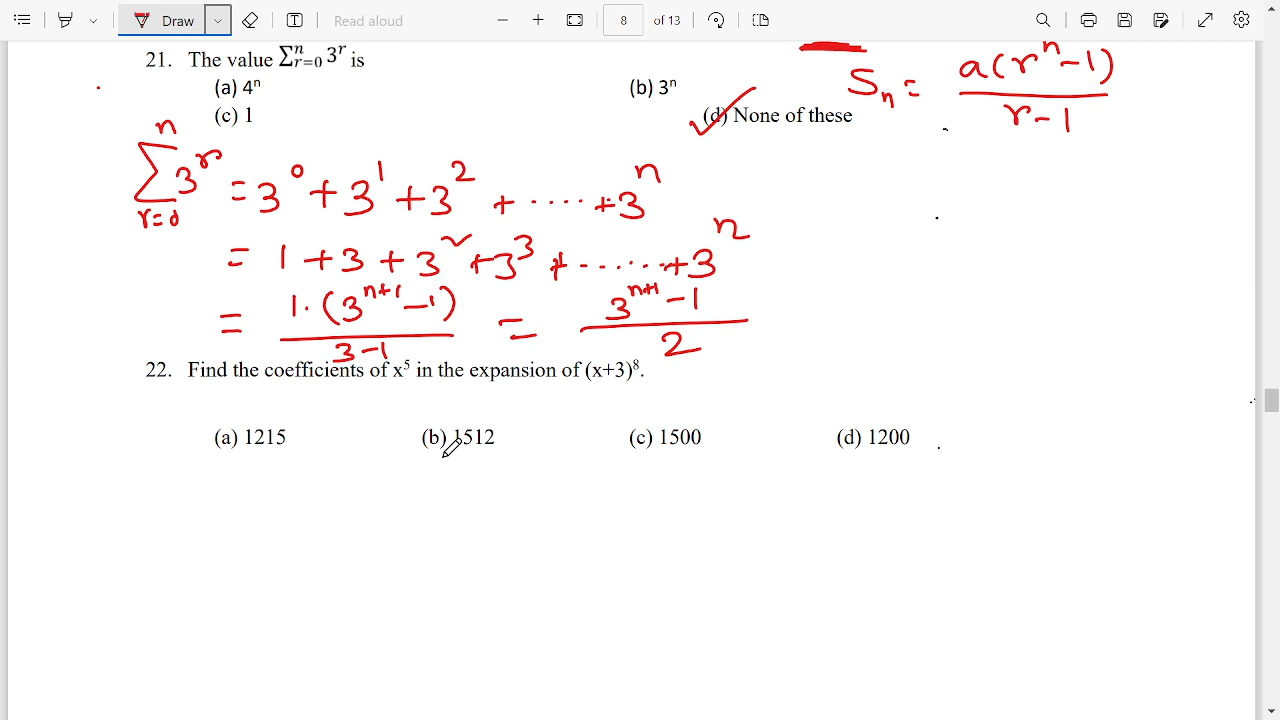 Draw
Read aloud
8 of 13
21. The value ∑ⁿᵣ₌₀ 3ʳ is
(a) 4ⁿ (b) 3ⁿ
(c) 1 (d) None of these
Sₙ = a(rⁿ-1) / r-1
n ∑ r=0 3ʳ = 3⁰ + 3¹ + 3² + ...... + 3ⁿ
= 1 + 3 + 3² + 3³ + ...... + 3ⁿ
= 1.(3ⁿ⁺¹ - 1) / 3-1 = 3ⁿ⁺¹ - 1 / 2
22. Find the coefficients of x⁵ in the expansion of (x+3)⁸.
(a) 1215 (b) 1512 (c) 1500 (d) 1200